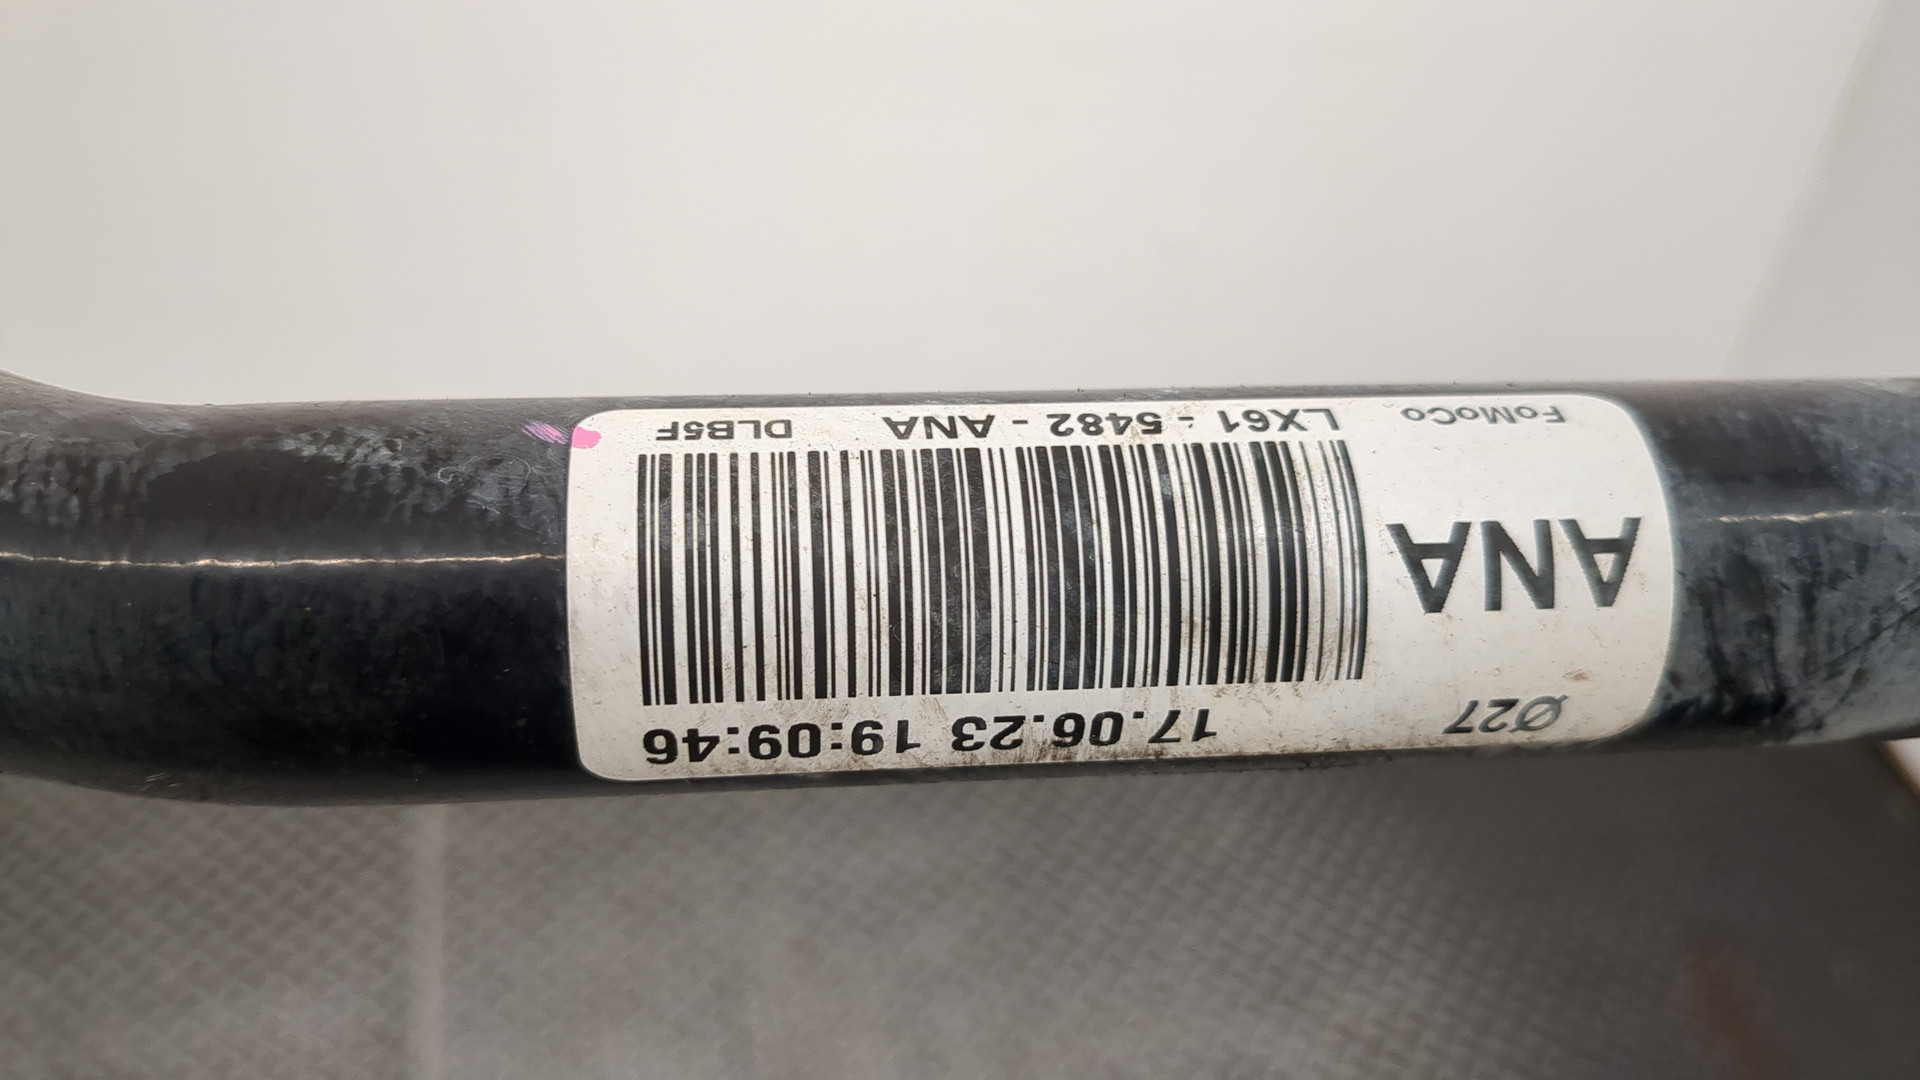 Ø27 17.06.23 19:09:46
ANA
FoMoCo LX61 - 5482 - ANA DLB5F